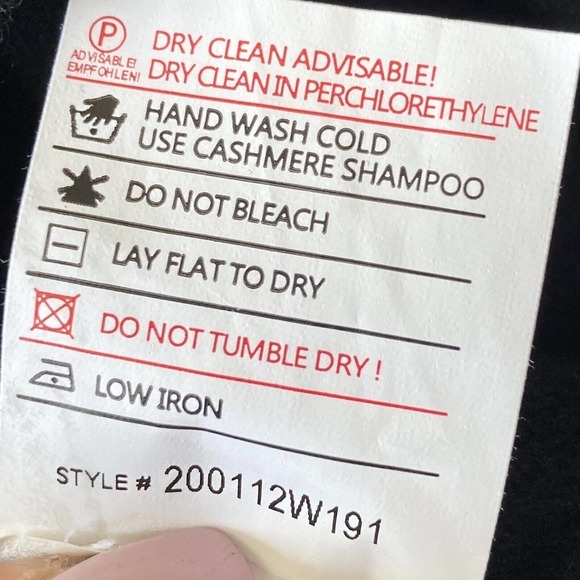 P
ADVISABLE!
EMPFOHLEN!
DRY CLEAN ADVISABLE!
DRY CLEAN IN PERCHLORETHYLENE
HAND WASH COLD
USE CASHMERE SHAMPOO
DO NOT BLEACH
LAY FLAT TO DRY
DO NOT TUMBLE DRY !
LOW IRON
STYLE # 200112W191